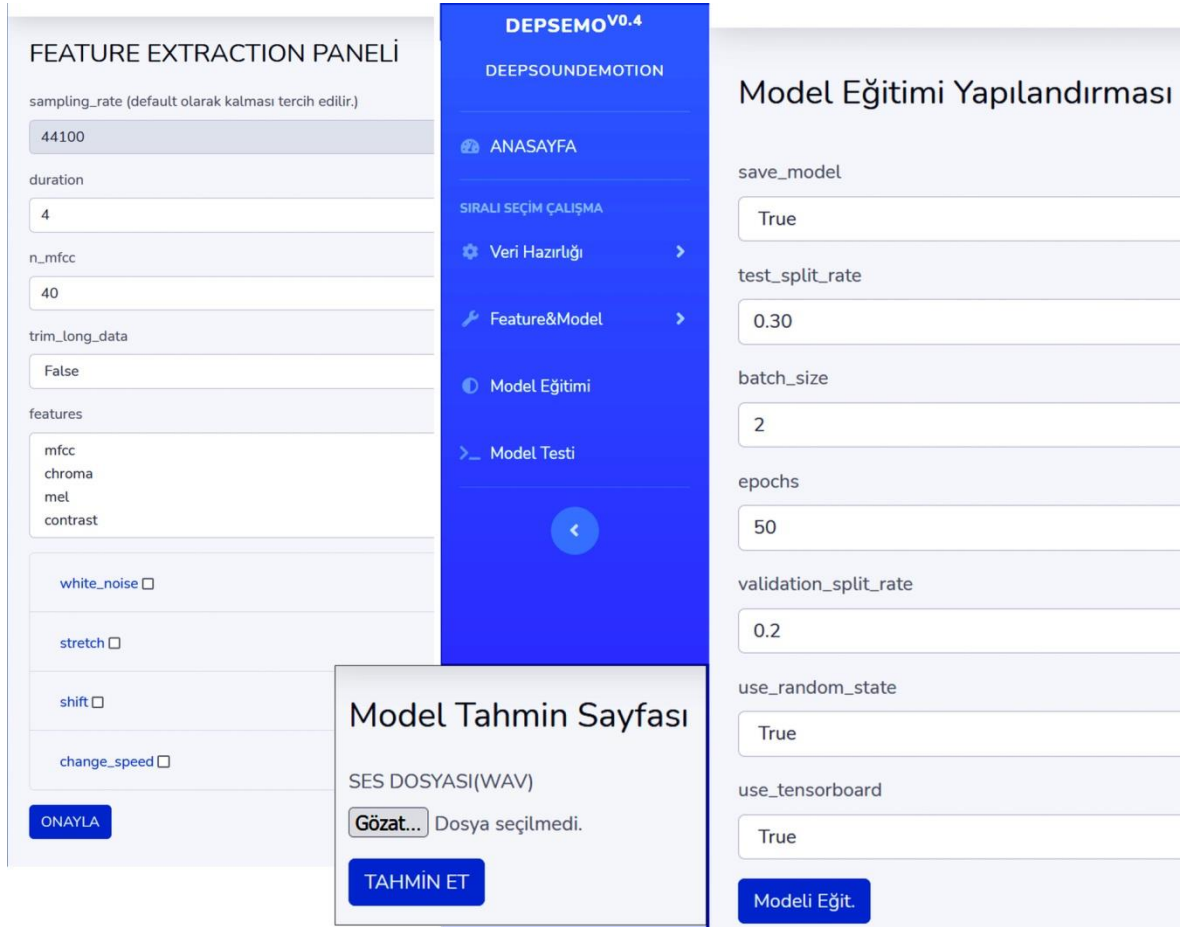 FEATURE EXTRACTION PANELİ
sampling_rate (default olarak kalması tercih edilir.)
44100
duration
4
n_mfcc
40
trim_long_data
False
features
mfcc
chroma
mel
contrast
white_noise
stretch
shift
change_speed
ONAYLA
DEPSEMO V0.4
DEEPSOUNDEMOTION
ANASAYFA
SIRALI SEÇİM ÇALIŞMA
Veri Hazırlığı
Feature&Model
Model Eğitimi
Model Testi
Model Tahmin Sayfası
SES DOSYASI(WAV)
Gözat... Dosya seçilmedi.
TAHMİN ET
Model Eğitimi Yapılandırması
save_model
True
test_split_rate
0.30
batch_size
2
epochs
50
validation_split_rate
0.2
use_random_state
True
use_tensorboard
True
Modeli Eğit.